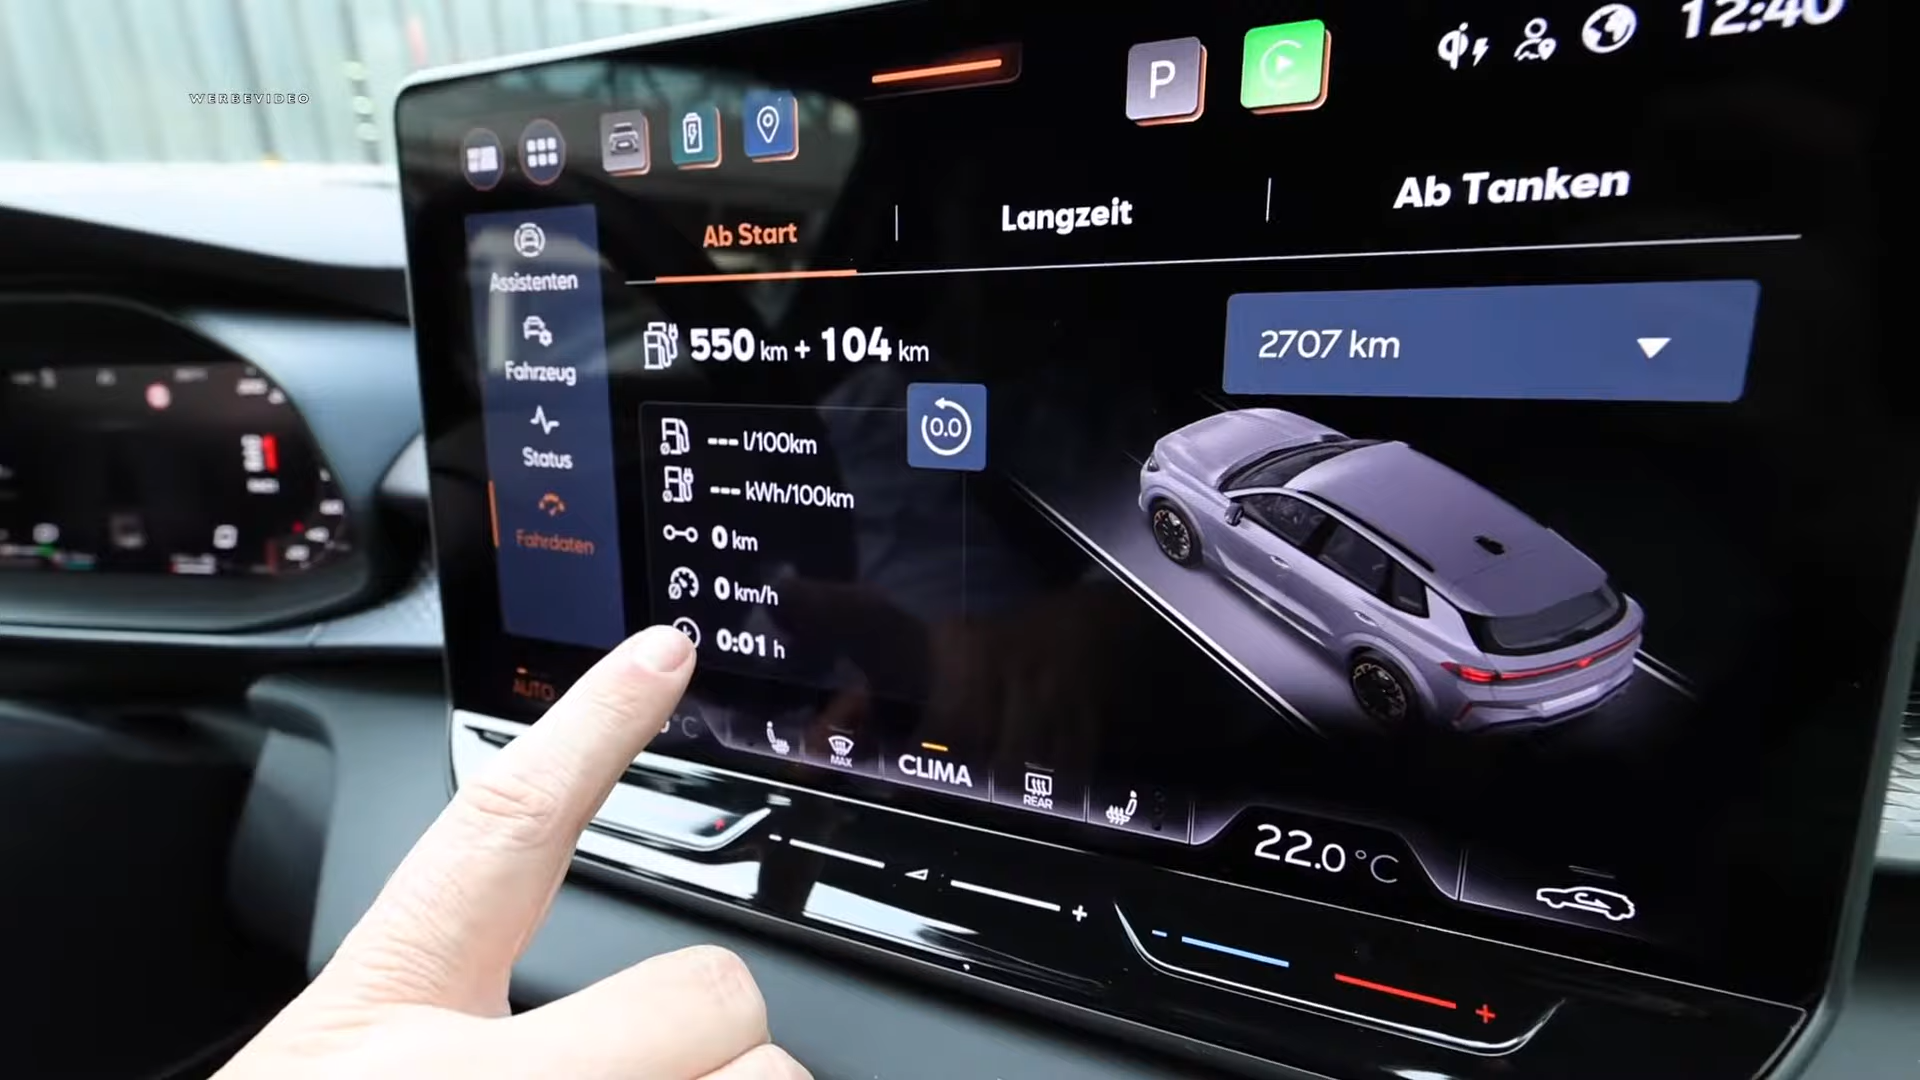 WERBEVIDEO
P
12:40
Ab Start
Langzeit
Ab Tanken
Assistenten
Fahrzeug
Status
Fahrdaten
550 km + 104 km
2707 km
0.0
--- l/100km
--- kWh/100km
0 km
0 km/h
0:01 h
AUTO
°C
MAX
CLIMA
REAR
22.0 °C
- +
- +